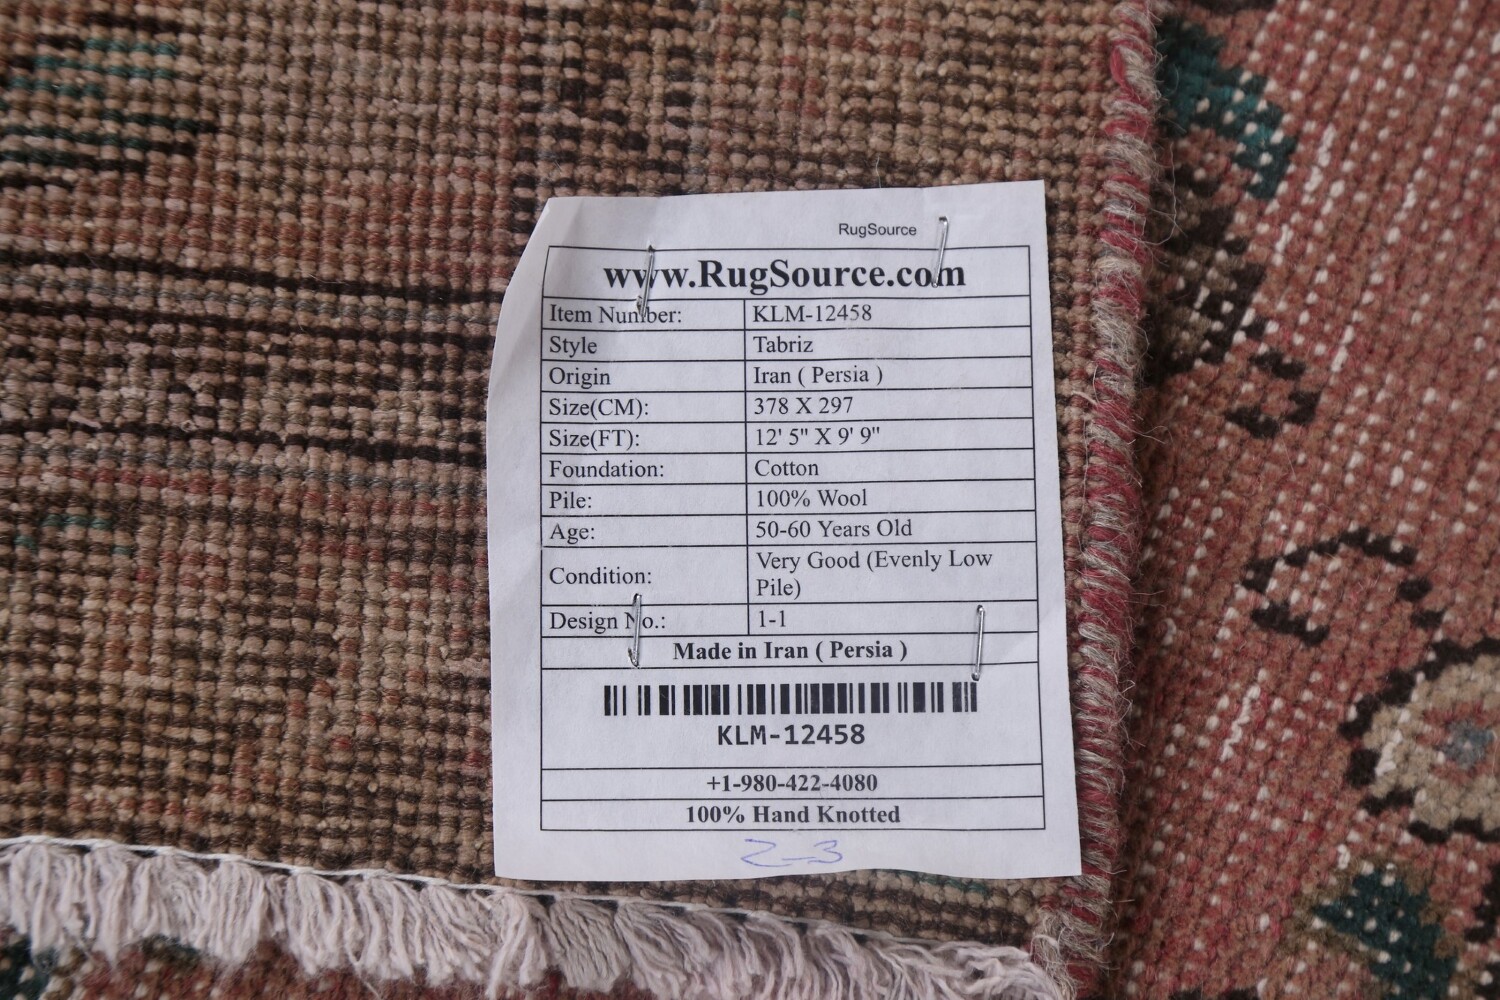 RugSource
www.RugSource.com
Item Number: KLM-12458
Style Tabriz
Origin Iran ( Persia )
Size(CM): 378 X 297
Size(FT): 12' 5" X 9' 9"
Foundation: Cotton
Pile: 100% Wool
Age: 50-60 Years Old
Condition: Very Good (Evenly Low
Pile)
Design No.: 1-1
Made in Iran ( Persia )
KLM-12458
+1-980-422-4080
100% Hand Knotted
2-3